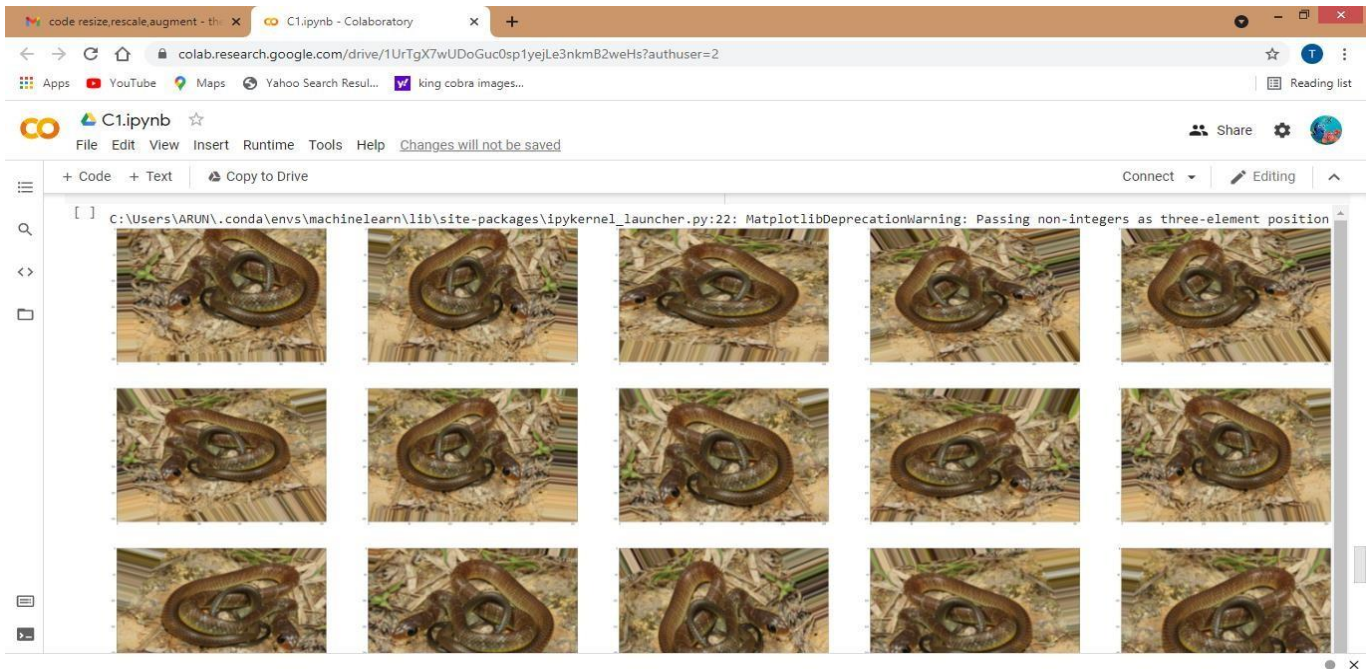 code resize,rescale,augment - th
C1.ipynb - Colaboratory
colab.research.google.com/drive/1UrTgX7wUDoGuc0sp1yejLe3nkmB2weHs?authuser=2
T
Apps YouTube Maps Yahoo Search Resul... king cobra images... Reading list
C1.ipynb
Share
File Edit View Insert Runtime Tools Help Changes will not be saved
+ Code + Text Copy to Drive Connect Editing
[ ] C:\Users\ARUN\.conda\envs\machinelearn\lib\site-packages\ipykernel_launcher.py:22: MatplotlibDeprecationWarning: Passing non-integers as three-element position